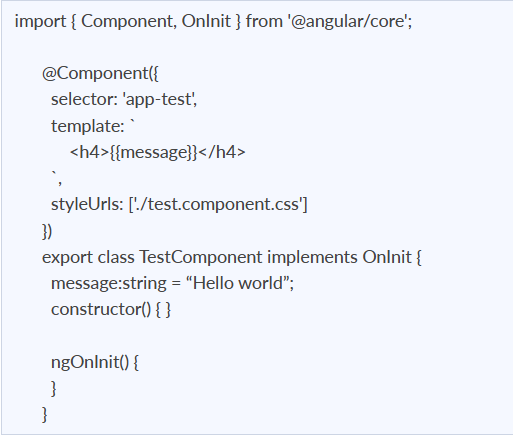 import { Component, OnInit } from '@angular/core';
@Component({
selector: 'app-test',
template: `
<h4>{{message}}</h4>
`,
styleUrls: ['./test.component.css']
})
export class TestComponent implements OnInit {
message:string = “Hello world”;
constructor() { }
ngOnInit() {
}
}